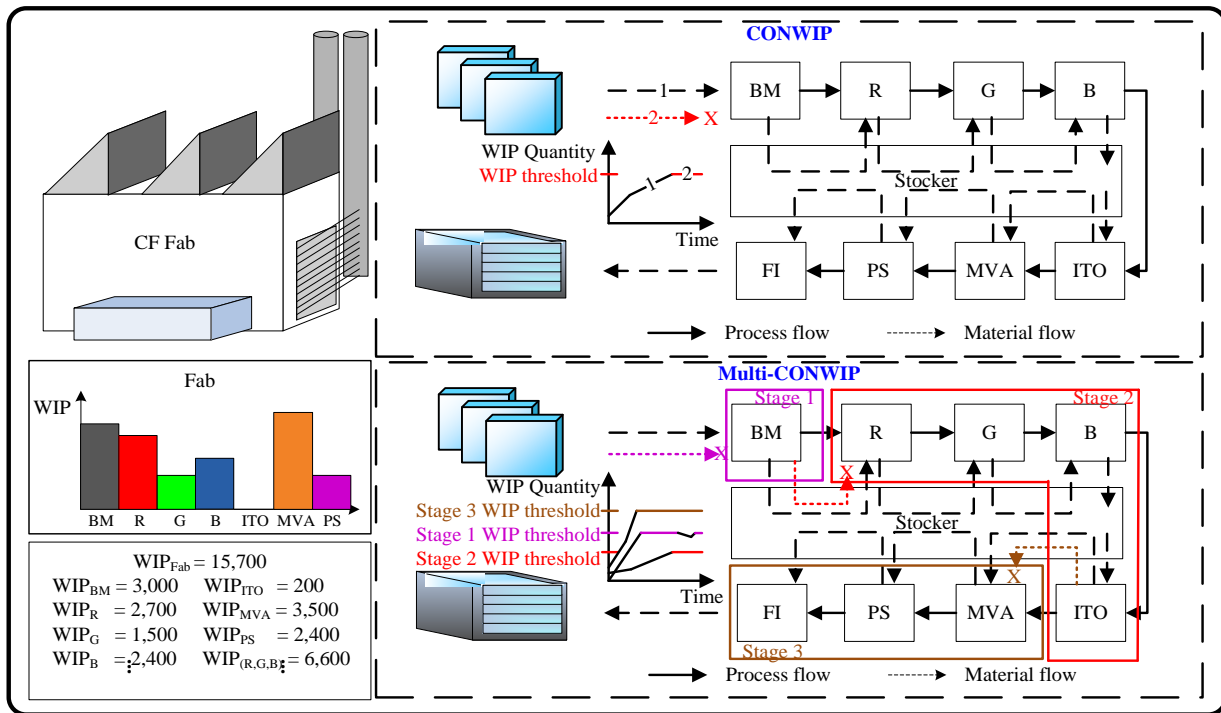 CF Fab
Fab
WIP
BM R G B ITO MVA PS
WIP_Fab = 15,700
WIP_BM = 3,000 WIP_ITO = 200
WIP_R = 2,700 WIP_MVA = 3,500
WIP_G = 1,500 WIP_PS = 2,400
WIP_B = 2,400 WIP_(R,G,B) = 6,600
CONWIP
1
2 X
BM R G B
WIP Quantity
WIP threshold
1 2
Time
Stocker
FI PS MVA ITO
Process flow Material flow
Multi-CONWIP
Stage 1 Stage 2
BM R G B
X
X
WIP Quantity
Stage 3 WIP threshold
Stage 1 WIP threshold
Stage 2 WIP threshold
Time
Stocker
X
FI PS MVA ITO
Stage 3
Process flow Material flow